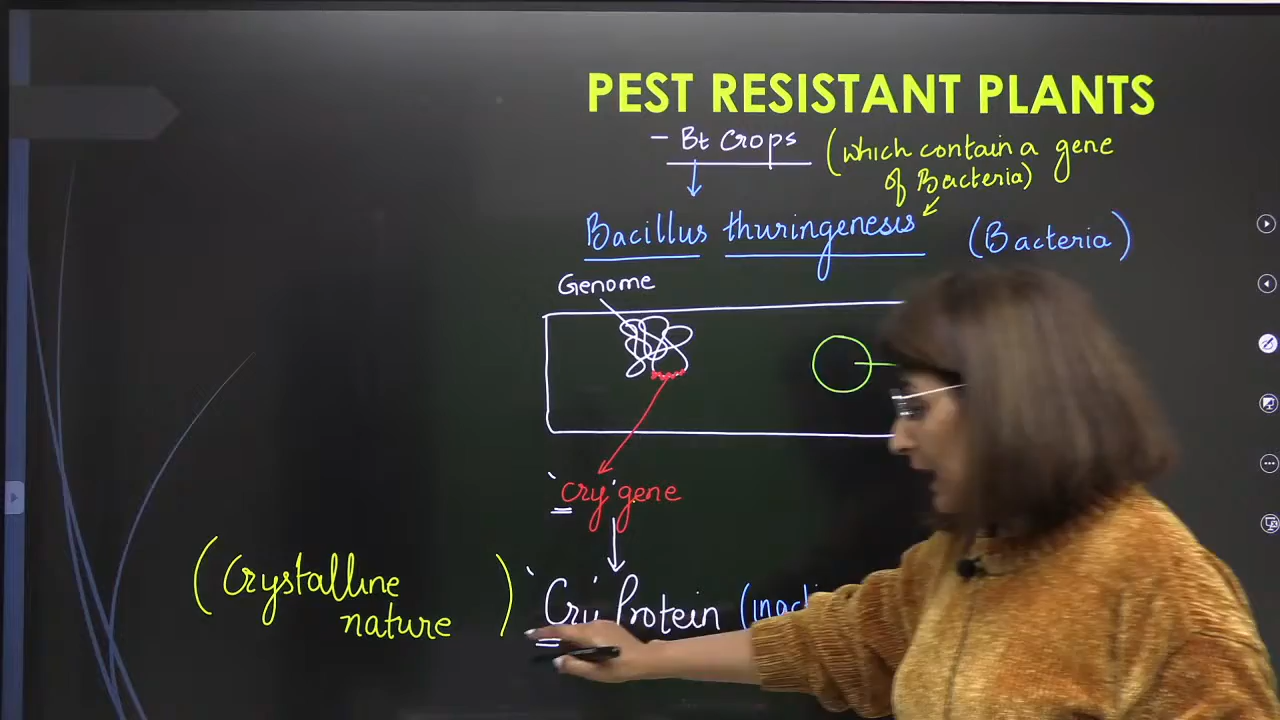 PEST RESISTANT PLANTS
- Bt Crops (which contain a gene
of Bacteria)
Bacillus thuringenesis (Bacteria)
Genome
'Cry' gene
(Crystalline
nature) 'Cry' Protein